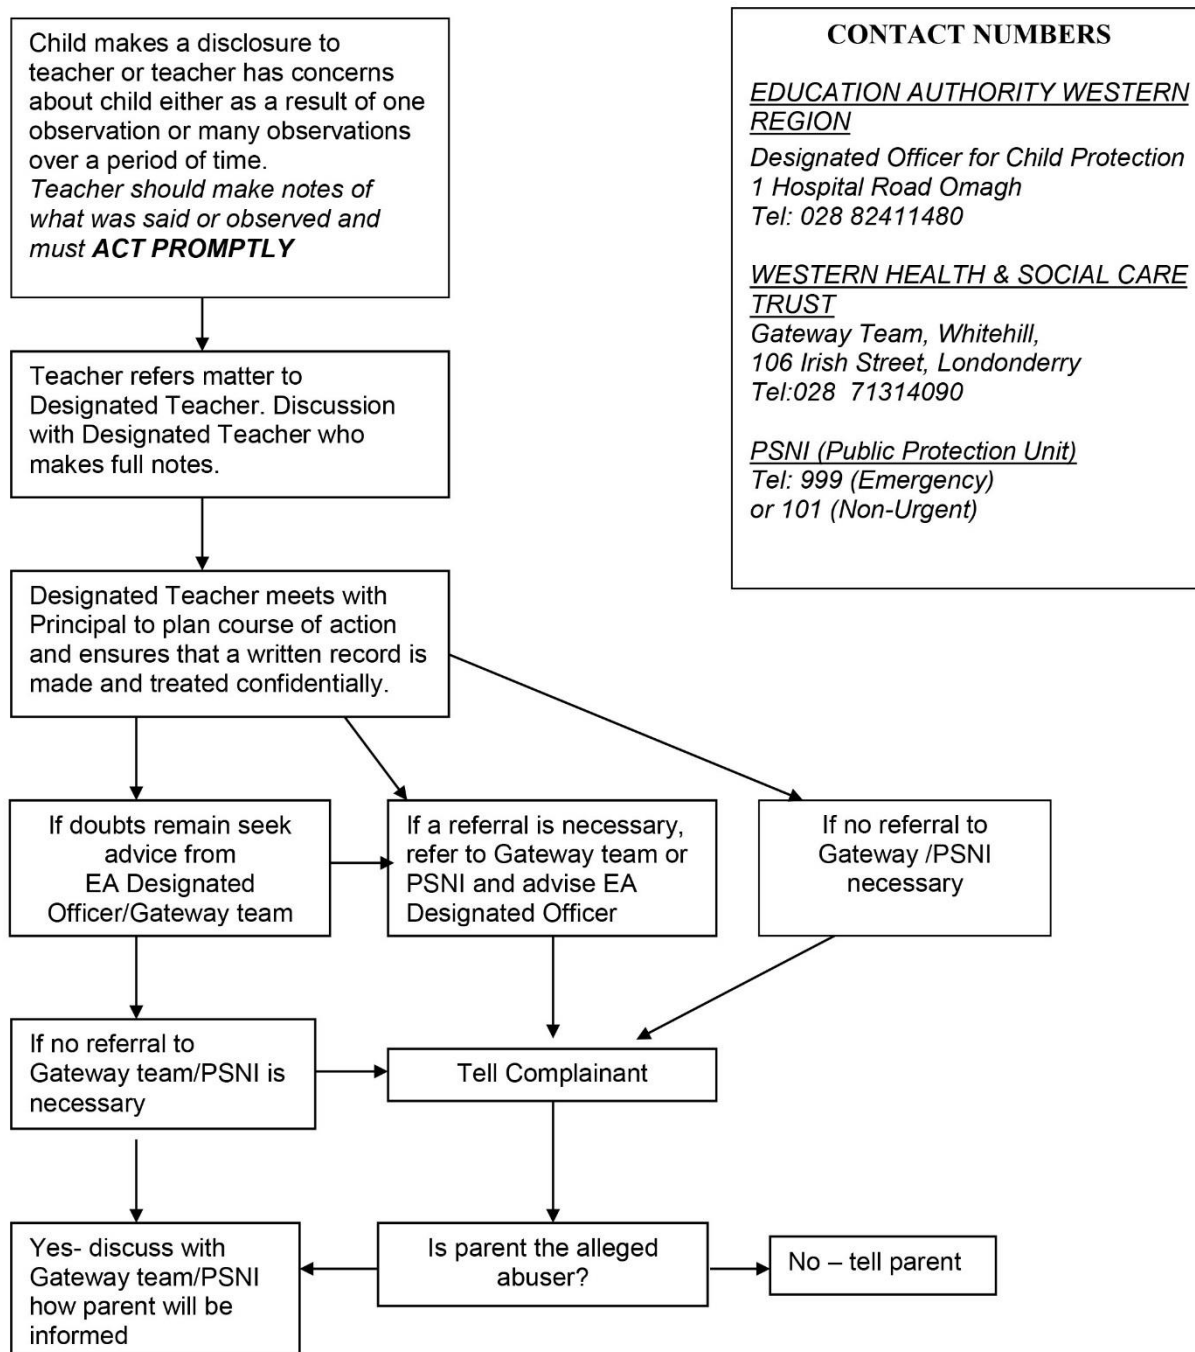 Child makes a disclosure to
teacher or teacher has concerns
about child either as a result of one
observation or many observations
over a period of time.
Teacher should make notes of
what was said or observed and
must ACT PROMPTLY
CONTACT NUMBERS
EDUCATION AUTHORITY WESTERN
REGION
Designated Officer for Child Protection
1 Hospital Road Omagh
Tel: 028 82411480
WESTERN HEALTH & SOCIAL CARE
TRUST
Gateway Team, Whitehill,
106 Irish Street, Londonderry
Tel:028  71314090
PSNI (Public Protection Unit)
Tel: 999 (Emergency)
or 101 (Non-Urgent)
Teacher refers matter to
Designated Teacher. Discussion
with Designated Teacher who
makes full notes.
Designated Teacher meets with
Principal to plan course of action
and ensures that a written record is
made and treated confidentially.
If doubts remain seek
advice from
EA Designated
Officer/Gateway team
If a referral is necessary,
refer to Gateway team or
PSNI and advise EA
Designated Officer
If no referral to
Gateway /PSNI
necessary
If no referral to
Gateway team/PSNI is
necessary
Tell Complainant
Yes- discuss with
Gateway team/PSNI
how parent will be
informed
Is parent the alleged
abuser?
No – tell parent